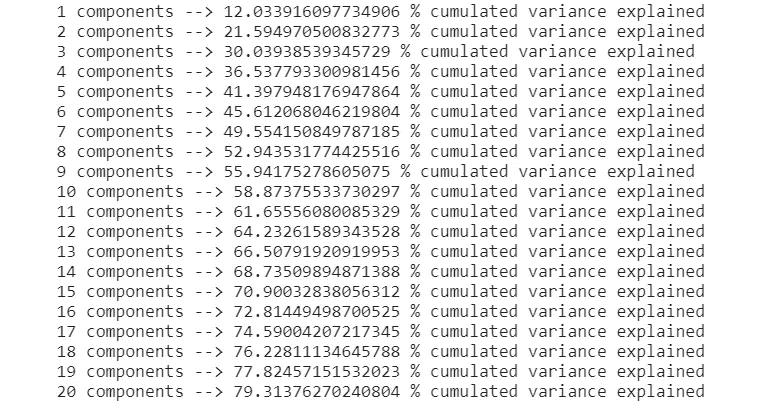 1 components --> 12.033916097734906 % cumulated variance explained
2 components --> 21.594970500832773 % cumulated variance explained
3 components --> 30.03938539345729 % cumulated variance explained
4 components --> 36.537793300981456 % cumulated variance explained
5 components --> 41.397948176947864 % cumulated variance explained
6 components --> 45.612068046219804 % cumulated variance explained
7 components --> 49.554150849787185 % cumulated variance explained
8 components --> 52.943531774425516 % cumulated variance explained
9 components --> 55.94175278605075 % cumulated variance explained
10 components --> 58.87375533730297 % cumulated variance explained
11 components --> 61.65556080085329 % cumulated variance explained
12 components --> 64.23261589343528 % cumulated variance explained
13 components --> 66.50791920919953 % cumulated variance explained
14 components --> 68.73509894871388 % cumulated variance explained
15 components --> 70.90032838056312 % cumulated variance explained
16 components --> 72.81449498700525 % cumulated variance explained
17 components --> 74.59004207217345 % cumulated variance explained
18 components --> 76.22811134645788 % cumulated variance explained
19 components --> 77.82457151532023 % cumulated variance explained
20 components --> 79.31376270240804 % cumulated variance explained